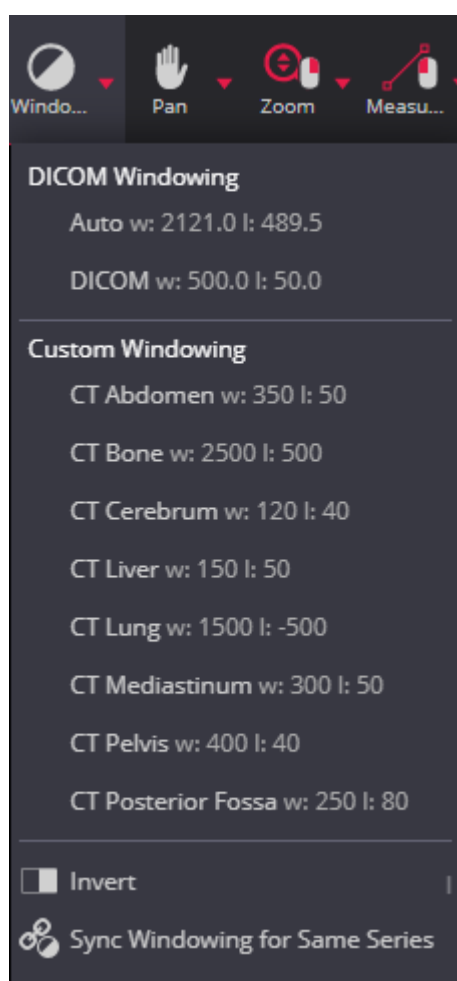 Windo... Pan Zoom Measu...
DICOM Windowing
Auto w: 2121.0 l: 489.5
DICOM w: 500.0 l: 50.0
Custom Windowing
CT Abdomen w: 350 l: 50
CT Bone w: 2500 l: 500
CT Cerebrum w: 120 l: 40
CT Liver w: 150 l: 50
CT Lung w: 1500 l: -500
CT Mediastinum w: 300 l: 50
CT Pelvis w: 400 l: 40
CT Posterior Fossa w: 250 l: 80
Invert I
Sync Windowing for Same Series